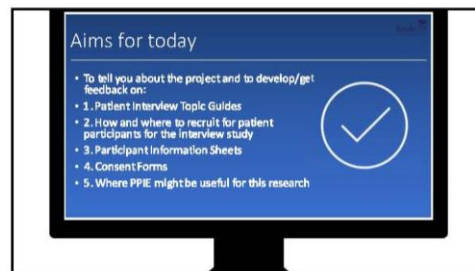 Aims for today
• To tell you about the project and to develop/get
feedback on:
• 1. Patient Interview Topic Guides
• 2. How and where to recruit for patient
participants for the interview study
• 3. Participant Information Sheets
• 4. Consent Forms
• 5. Where PPIE might be useful for this research